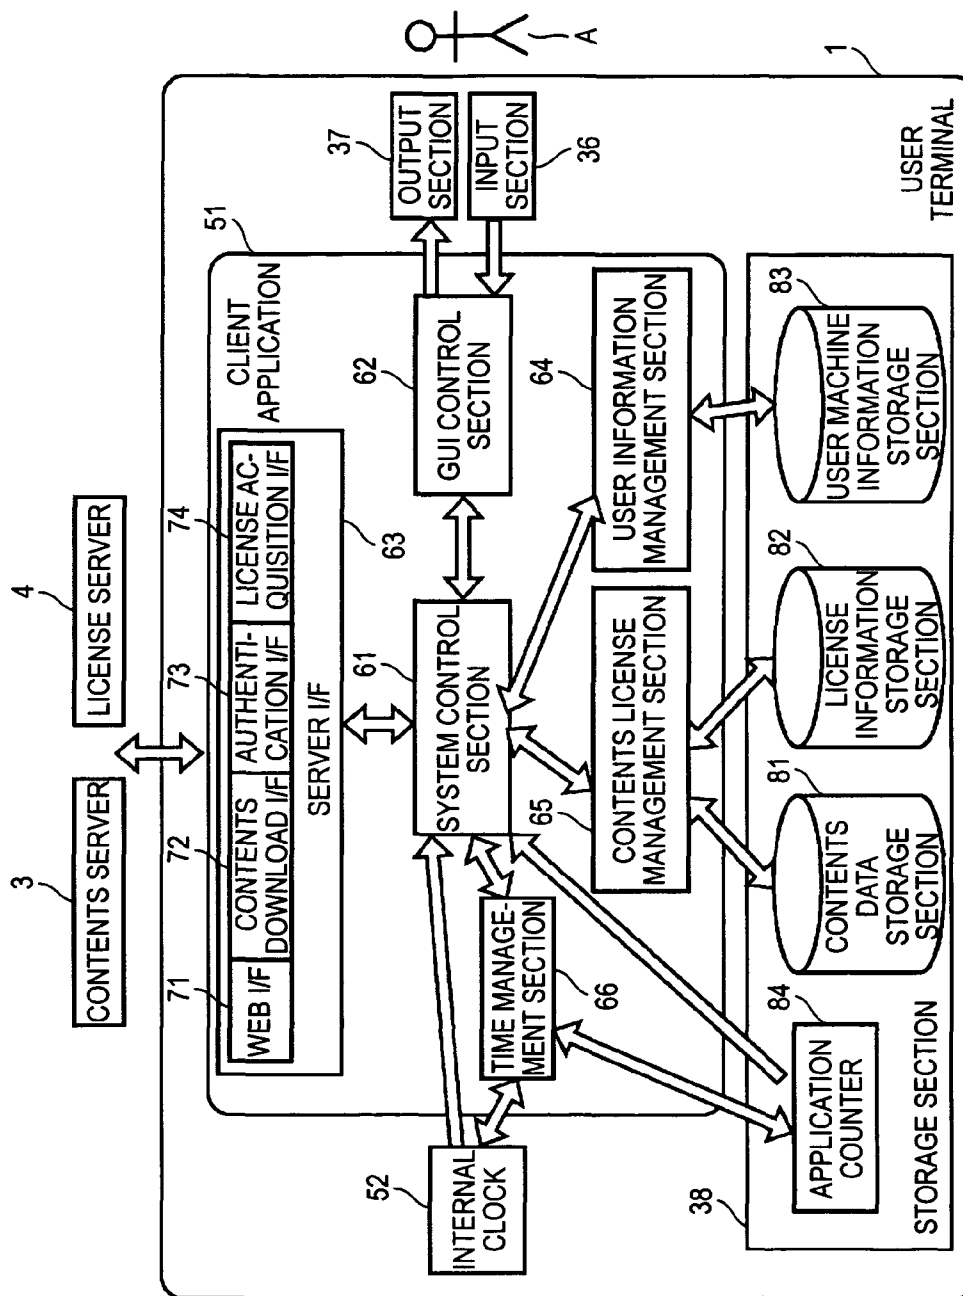 3
CONTENTS SERVER
4
LICENSE SERVER
51
CLIENT
APPLICATION
71
WEB I/F
72
CONTENTS
DOWNLOAD I/F
73
AUTHENTI-
CATION I/F
74
LICENSE AC-
QUISITION I/F
SERVER I/F
63
52
INTERNAL
CLOCK
61
SYSTEM CONTROL
SECTION
62
GUI CONTROL
SECTION
37
OUTPUT
SECTION
INPUT
SECTION
36
A
TIME MANAGE-
MENT SECTION
66
65
CONTENTS LICENSE
MANAGEMENT SECTION
64
USER INFORMATION
MANAGEMENT SECTION
38
84
APPLICATION
COUNTER
81
CONTENTS
DATA
STORAGE
SECTION
82
LICENSE
INFORMATION
STORAGE
SECTION
83
USER MACHINE
INFORMATION
STORAGE
SECTION
STORAGE SECTION
USER
TERMINAL
1